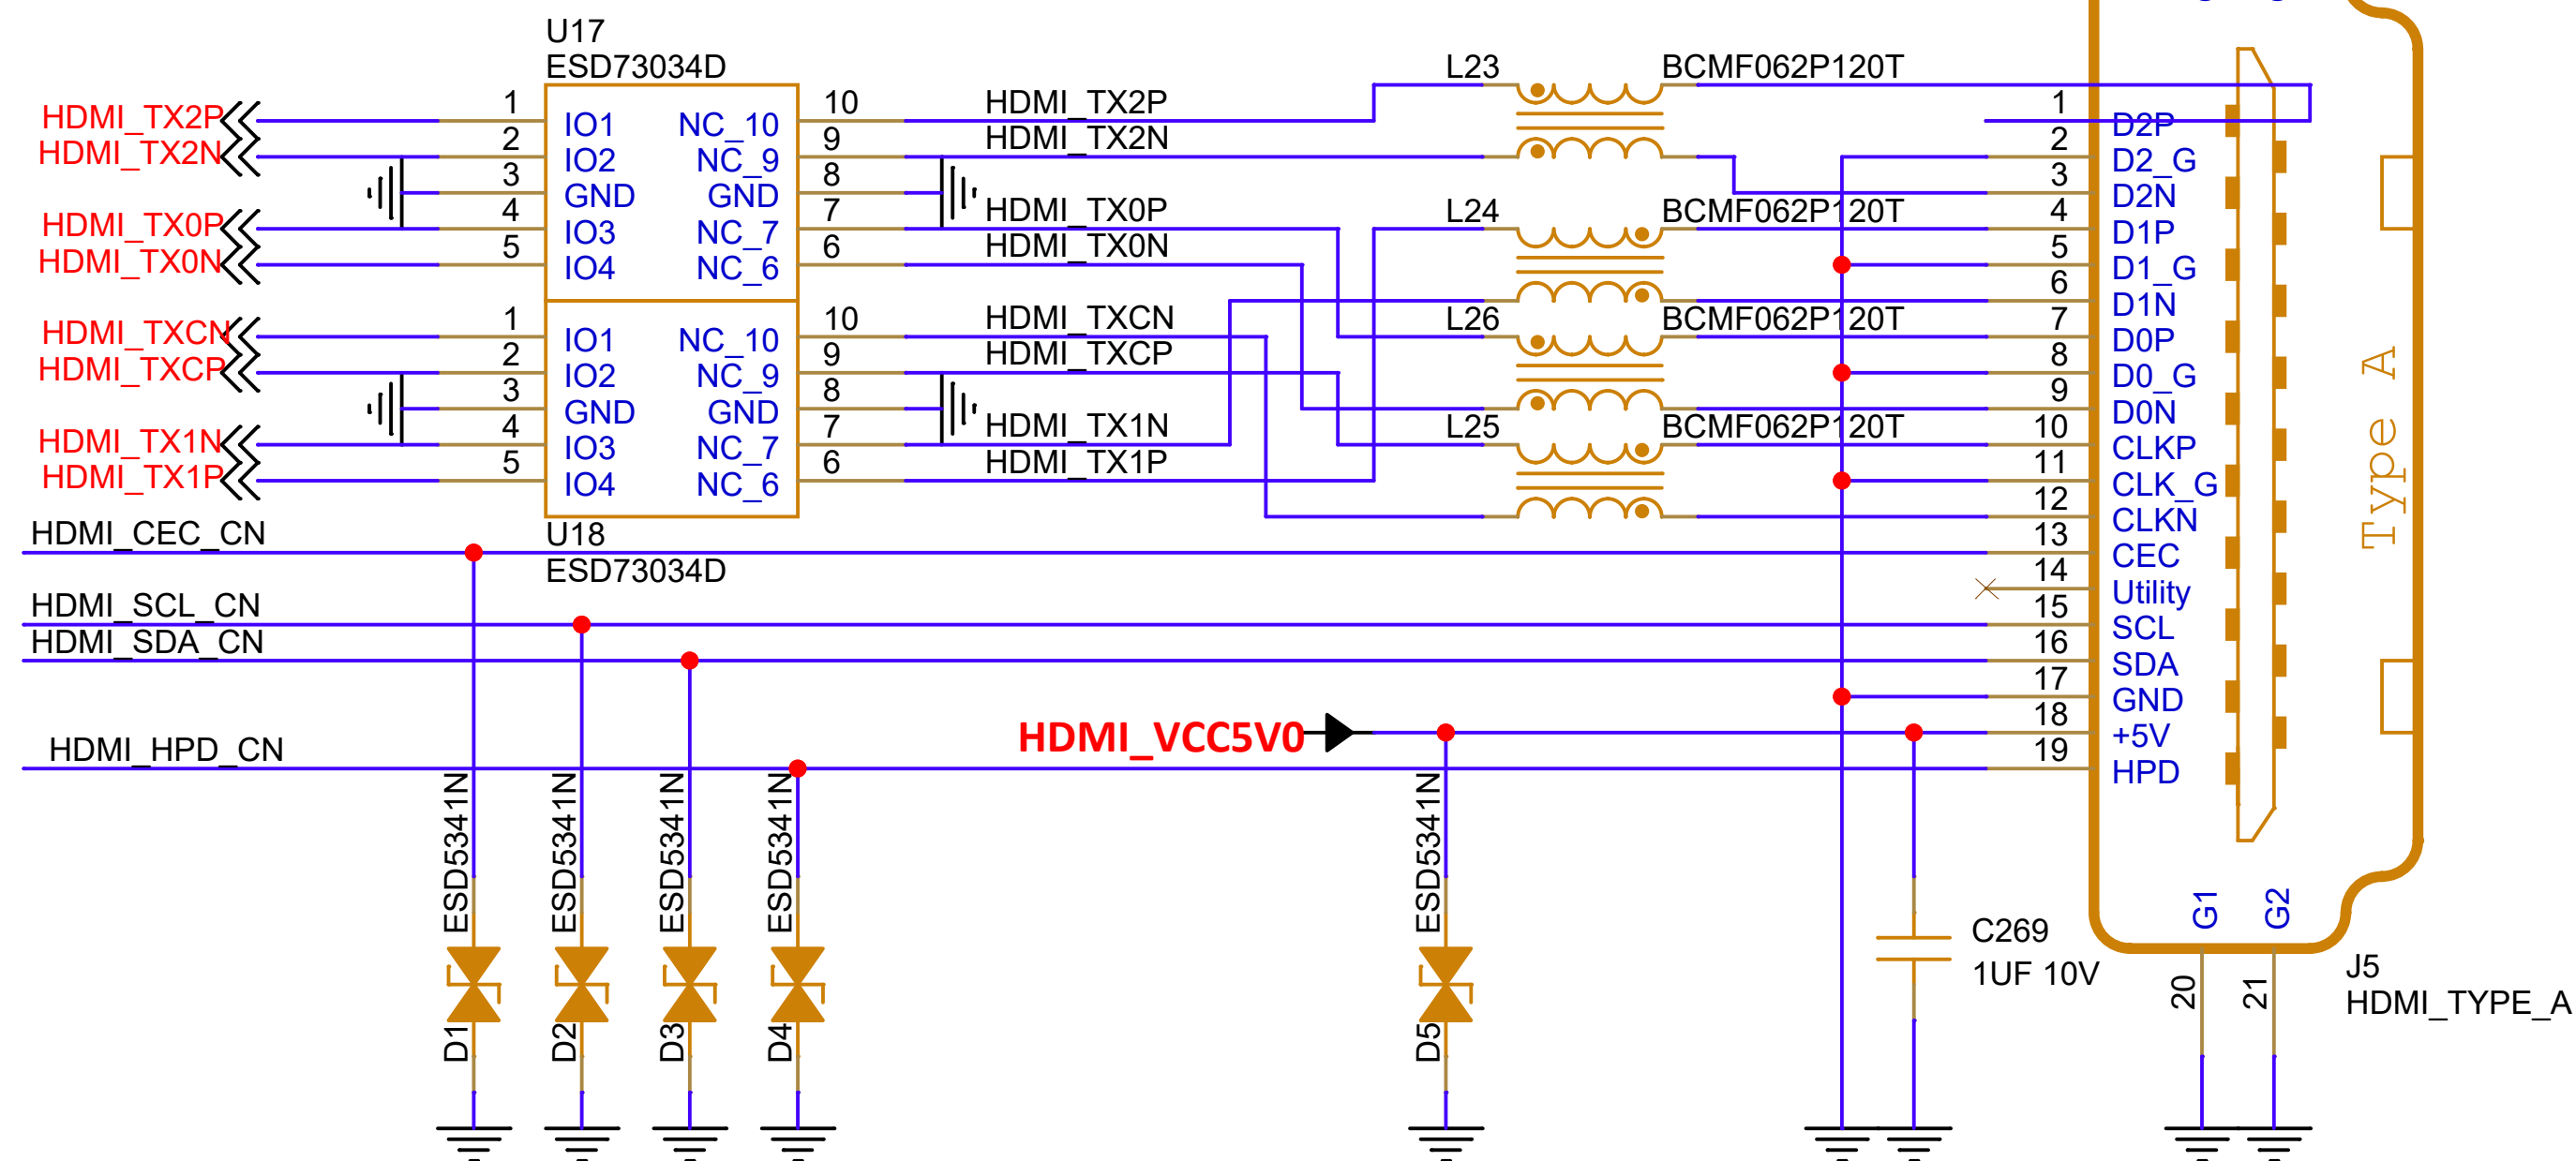 U17
ESD73034D
HDMI_TX2P
HDMI_TX2N
HDMI_TX0P
HDMI_TX0N
HDMI_TXCN
HDMI_TXCP
HDMI_TX1N
HDMI_TX1P
1 IO1 NC_10 10
2 IO2 NC_9 9
3 GND GND 8
4 IO3 NC_7 7
5 IO4 NC_6 6
1 IO1 NC_10 10
2 IO2 NC_9 9
3 GND GND 8
4 IO3 NC_7 7
5 IO4 NC_6 6
U18
ESD73034D
HDMI_TX2P
HDMI_TX2N
HDMI_TX0P
HDMI_TX0N
HDMI_TXCN
HDMI_TXCP
HDMI_TX1N
HDMI_TX1P
L23 BCMF062P120T
L24 BCMF062P120T
L26 BCMF062P120T
L25 BCMF062P120T
1 D2P
2 D2_G
3 D2N
4 D1P
5 D1_G
6 D1N
7 D0P
8 D0_G
9 D0N
10 CLKP
11 CLK_G
12 CLKN
13 CEC
14 Utility
15 SCL
16 SDA
17 GND
18 +5V
19 HPD
Type A
HDMI_CEC_CN
HDMI_SCL_CN
HDMI_SDA_CN
HDMI_HPD_CN
HDMI_VCC5V0
ESD5341N
D1
ESD5341N
D2
ESD5341N
D3
ESD5341N
D4
ESD5341N
D5
C269
1UF 10V
G1
G2
20
21
J5
HDMI_TYPE_A